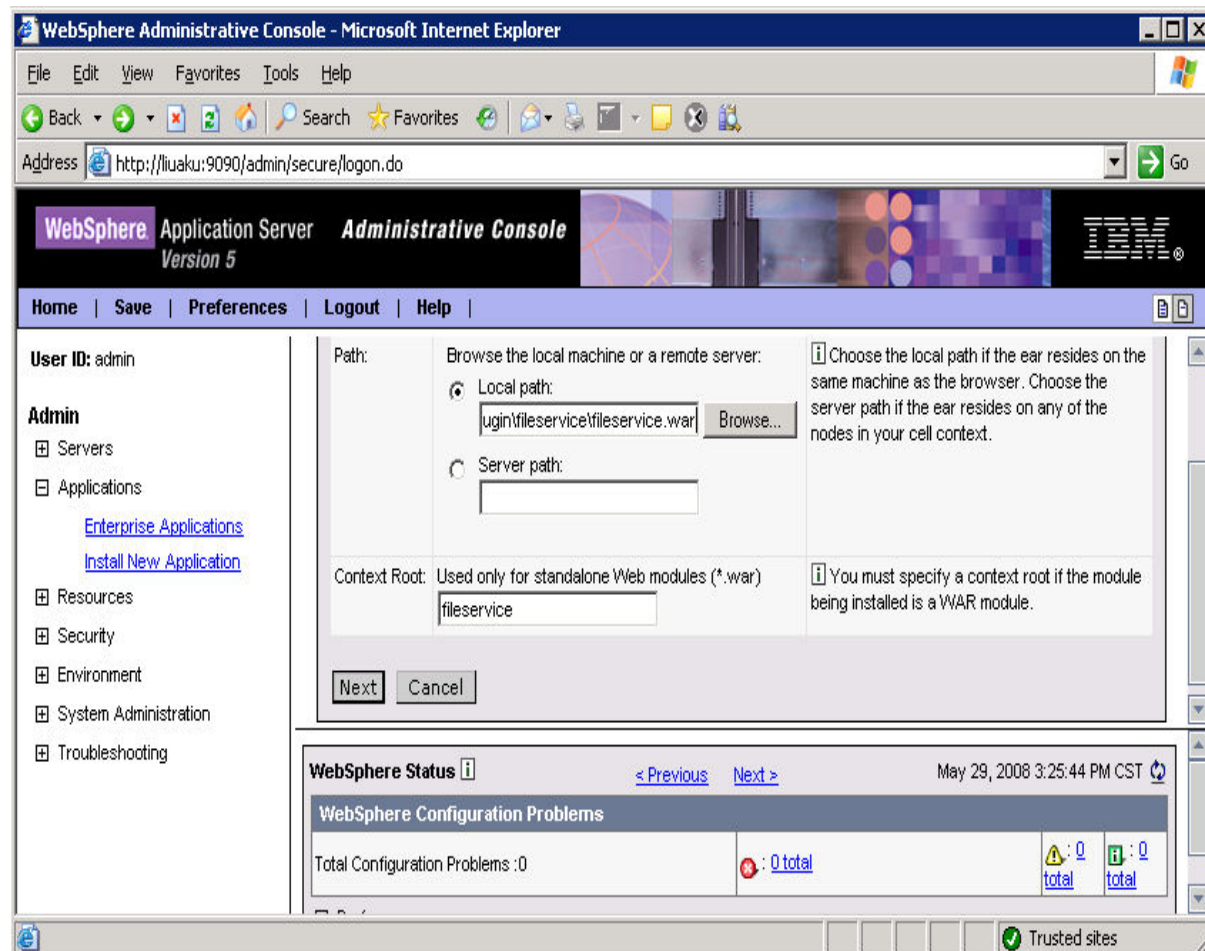 WebSphere Administrative Console - Microsoft Internet Explorer
File Edit View Favorites Tools Help
Back Search Favorites
Address http://liuaku:9090/admin/secure/logon.do Go
WebSphere Application Server Administrative Console
Version 5
IBM®
Home | Save | Preferences | Logout | Help |
User ID: admin
Admin
Servers
Applications
Enterprise Applications
Install New Application
Resources
Security
Environment
System Administration
Troubleshooting
Path:
Browse the local machine or a remote server:
Local path:
ugin\fileservice\fileservice.war Browse...
Server path:
i Choose the local path if the ear resides on the
same machine as the browser. Choose the
server path if the ear resides on any of the
nodes in your cell context.
Context Root:
Used only for standalone Web modules (*.war)
fileservice
i You must specify a context root if the module
being installed is a WAR module.
Next Cancel
WebSphere Status i < Previous Next > May 29, 2008 3:25:44 PM CST
WebSphere Configuration Problems
Total Configuration Problems :0
: 0 total
: 0
total
i : 0
total
Trusted sites